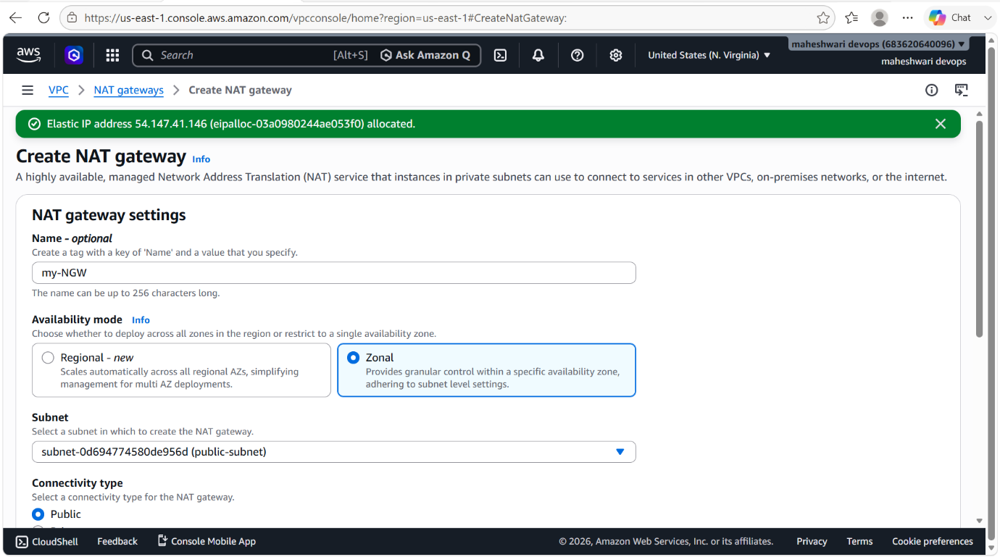 https://us-east-1.console.aws.amazon.com/vpcconsole/home?region=us-east-1#CreateNatGateway:
Chat
aws
Search [Alt+S] Ask Amazon Q
United States (N. Virginia)
maheshwari devops (683620640096)
maheshwari devops
VPC > NAT gateways > Create NAT gateway
Elastic IP address 54.147.41.146 (eipalloc-03a0980244ae053f0) allocated.
Create NAT gateway Info
A highly available, managed Network Address Translation (NAT) service that instances in private subnets can use to connect to services in other VPCs, on-premises networks, or the internet.
NAT gateway settings
Name - optional
Create a tag with a key of 'Name' and a value that you specify.
my-NGW
The name can be up to 256 characters long.
Availability mode Info
Choose whether to deploy across all zones in the region or restrict to a single availability zone.
Regional - new
Scales automatically across all regional AZs, simplifying
management for multi AZ deployments.
Zonal
Provides granular control within a specific availability zone,
adhering to subnet level settings.
Subnet
Select a subnet in which to create the NAT gateway.
subnet-0d694774580de956d (public-subnet)
Connectivity type
Select a connectivity type for the NAT gateway.
Public
CloudShell Feedback Console Mobile App © 2026, Amazon Web Services, Inc. or its affiliates. Privacy Terms Cookie preferences